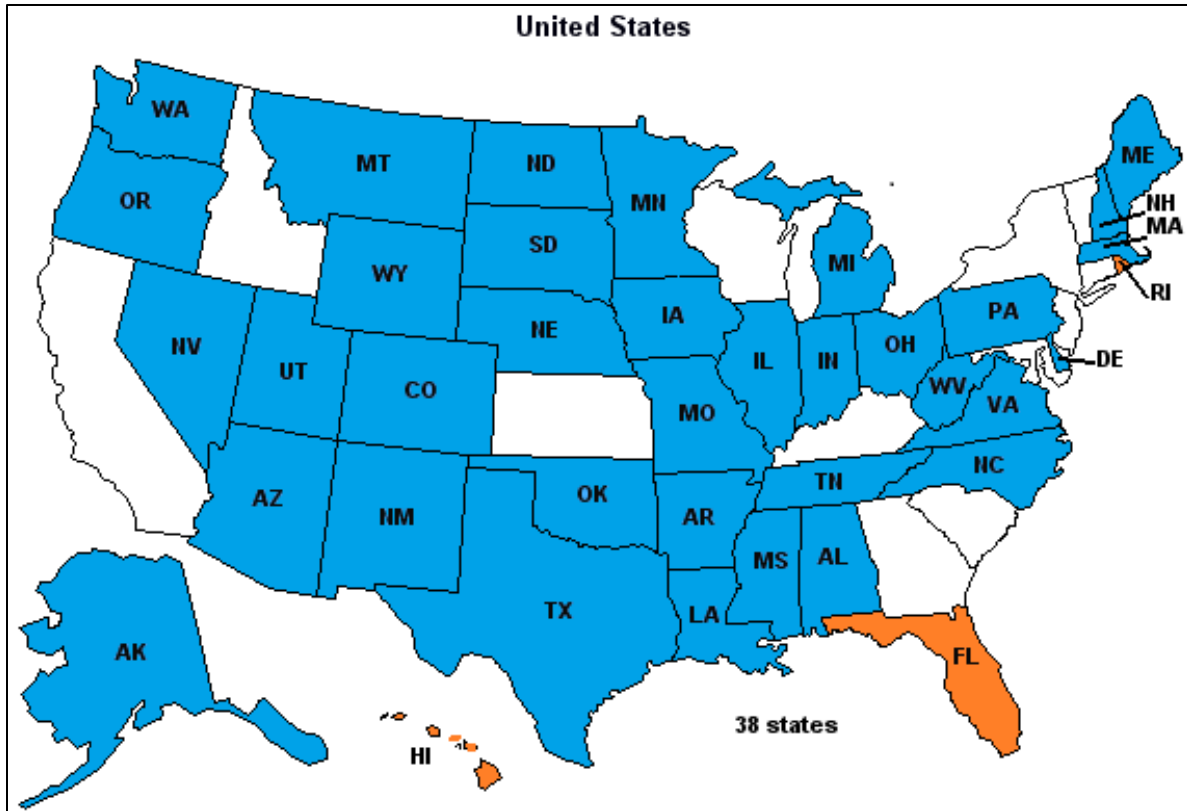 United States
WA
MT
ND
MN
ME
OR
NH
MA
SD
WY
MI
RI
IA
PA
NE
NV
OH
IL
IN
DE
UT
CO
WV
VA
MO
NC
TN
AZ
OK
NM
AR
MS
AL
TX
LA
AK
FL
38 states
HI